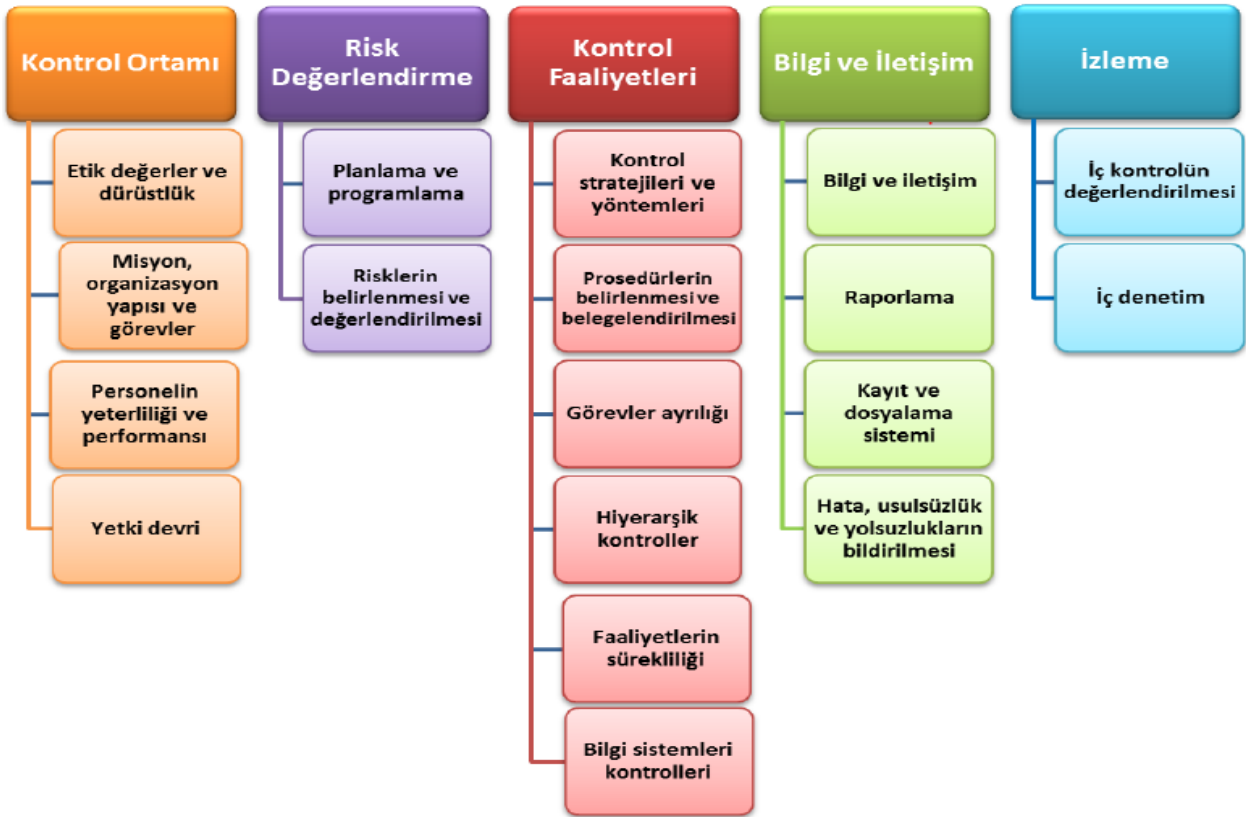 Kontrol Ortamı
Etik değerler ve
dürüstlük
Misyon,
organizasyon
yapısı ve
görevler
Personelin
yeterliliği ve
performansı
Yetki devri
Risk
Değerlendirme
Planlama ve
programlama
Risklerin
belirlenmesi ve
değerlendirilmesi
Kontrol
Faaliyetleri
Kontrol
stratejileri ve
yöntemleri
Prosedürlerin
belirlenmesi ve
belegelendirilmesi
Görevler ayrılığı
Hiyerarşik
kontroller
Faaliyetlerin
sürekliliği
Bilgi sistemleri
kontrolleri
Bilgi ve İletişim
Bilgi ve iletişim
Raporlama
Kayıt ve
dosyalama
sistemi
Hata, usulsüzlük
ve yolsuzlukların
bildirilmesi
İzleme
İç kontrolün
değerlendirilmesi
İç denetim